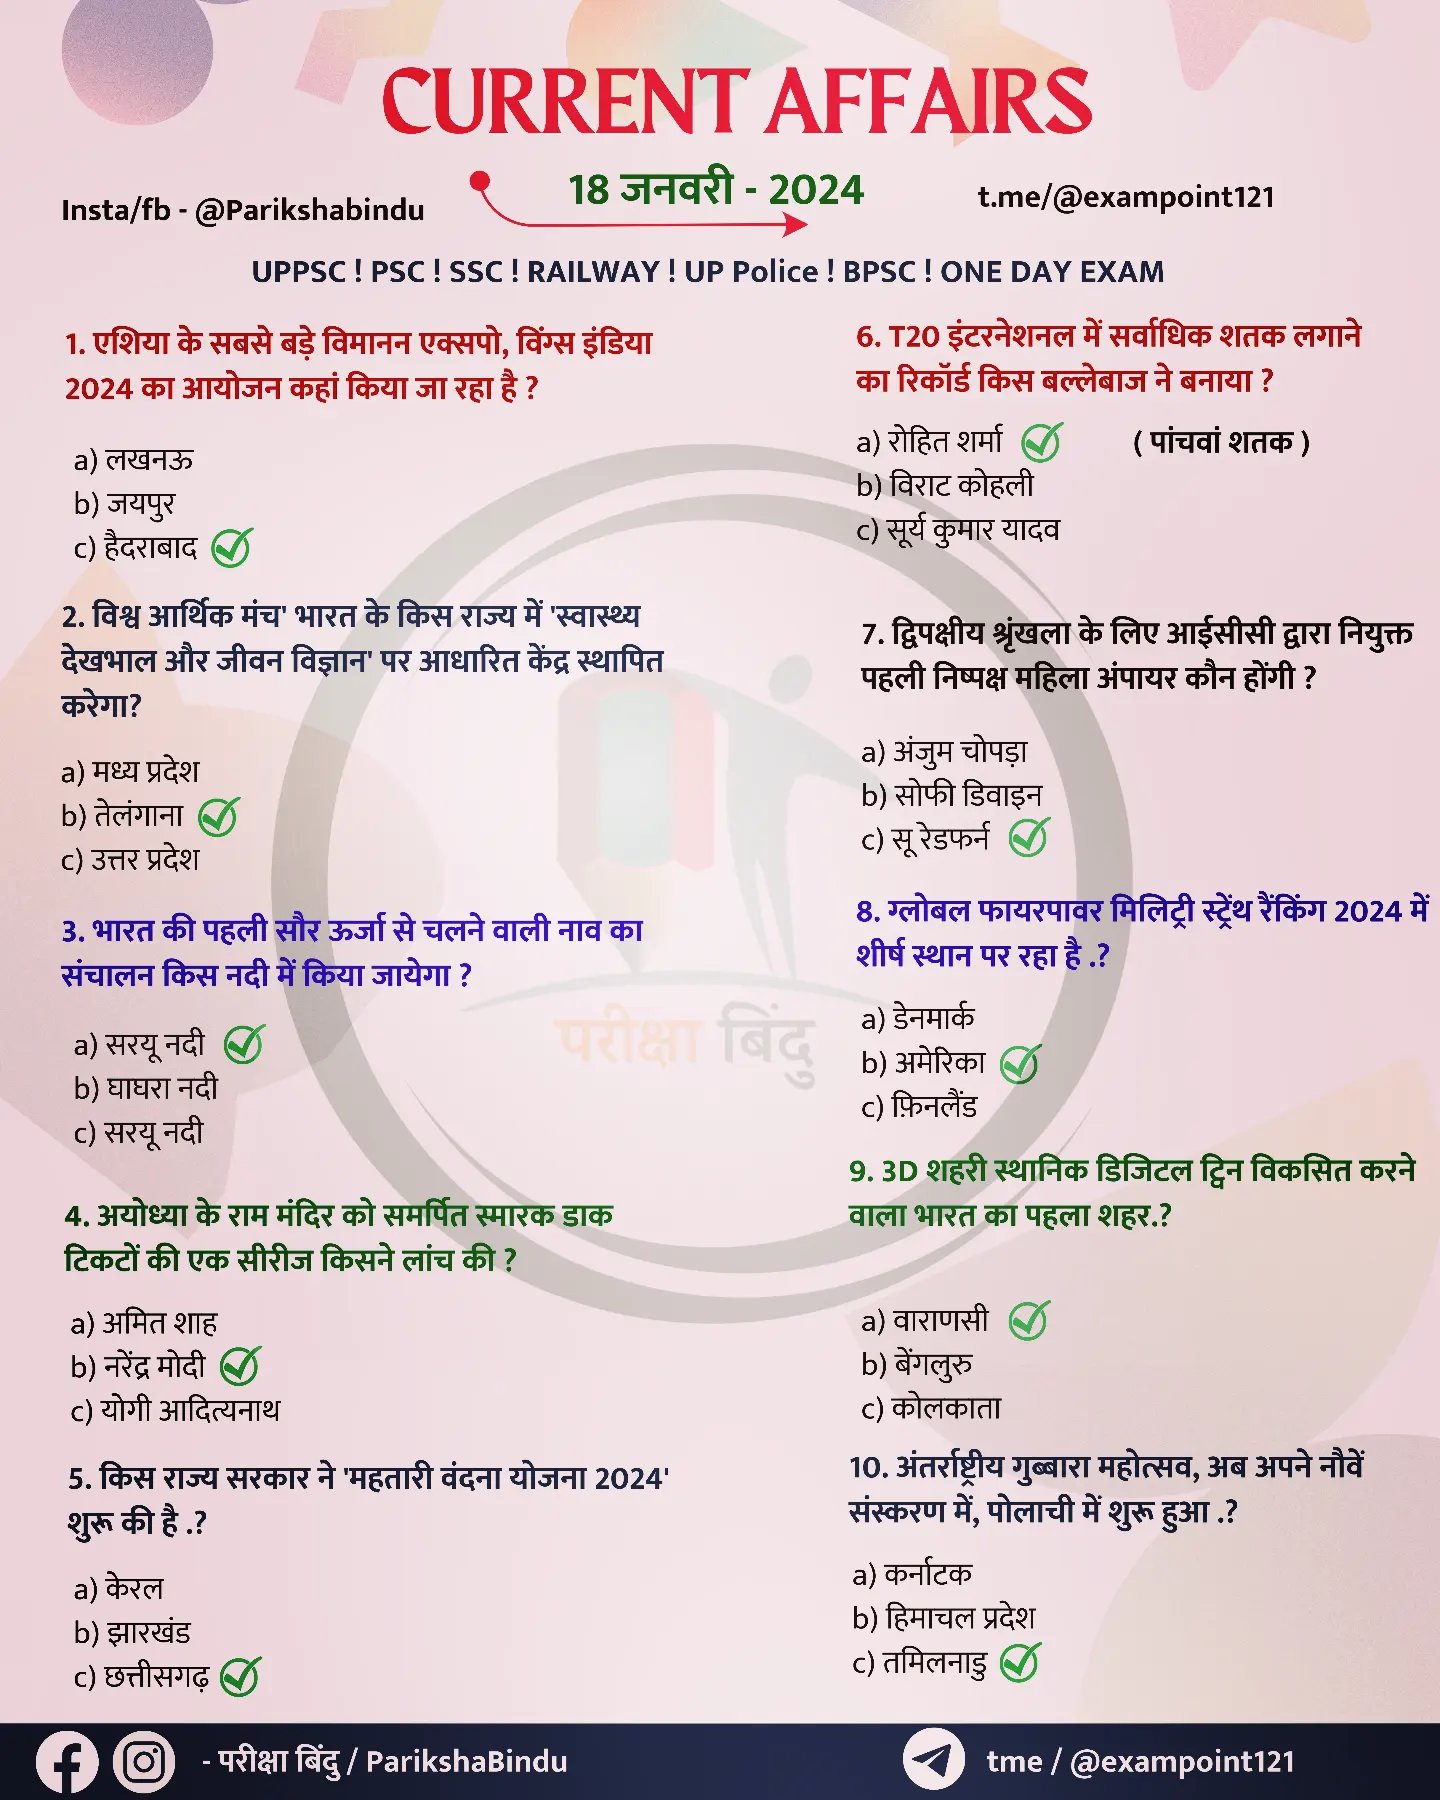 CURRENT AFFAIRS
Insta/fb - @Parikshabindu
18 जनवरी - 2024
t.me/@exampoint121
UPPSC ! PSC ! SSC ! RAILWAY ! UP Police ! BPSC ! ONE DAY EXAM
1. एशिया के सबसे बड़े विमानन एक्सपो, विंग्स इंडिया
2024 का आयोजन कहां किया जा रहा है ?
a) लखनऊ
b) जयपुर
c) हैदराबाद
2. विश्व आर्थिक मंच' भारत के किस राज्य में 'स्वास्थ्य
देखभाल और जीवन विज्ञान' पर आधारित केंद्र स्थापित
करेगा?
a) मध्य प्रदेश
b) तेलंगाना
c) उत्तर प्रदेश
3. भारत की पहली सौर ऊर्जा से चलने वाली नाव का
संचालन किस नदी में किया जायेगा ?
a) सरयू नदी
b) घाघरा नदी
c) सरयू नदी
4. अयोध्या के राम मंदिर को समर्पित स्मारक डाक
टिकटों की एक सीरीज किसने लांच की ?
a) अमित शाह
b) नरेंद्र मोदी
c) योगी आदित्यनाथ
5. किस राज्य सरकार ने 'महतारी वंदना योजना 2024'
शुरू की है .?
a) केरल
b) झारखंड
c) छत्तीसगढ़
6. T20 इंटरनेशनल में सर्वाधिक शतक लगाने
का रिकॉर्ड किस बल्लेबाज ने बनाया ?
a) रोहित शर्मा ( पांचवां शतक )
b) विराट कोहली
c) सूर्य कुमार यादव
7. द्विपक्षीय श्रृंखला के लिए आईसीसी द्वारा नियुक्त
पहली निष्पक्ष महिला अंपायर कौन होंगी ?
a) अंजुम चोपड़ा
b) सोफी डिवाइन
c) सू रेडफर्न
8. ग्लोबल फायरपावर मिलिट्री स्ट्रेंथ रैंकिंग 2024 में
शीर्ष स्थान पर रहा है .?
a) डेनमार्क
b) अमेरिका
c) फ़िनलैंड
9. 3D शहरी स्थानिक डिजिटल ट्विन विकसित करने
वाला भारत का पहला शहर.?
a) वाराणसी
b) बेंगलुरु
c) कोलकाता
10. अंतर्राष्ट्रीय गुब्बारा महोत्सव, अब अपने नौवें
संस्करण में, पोलाची में शुरू हुआ .?
a) कर्नाटक
b) हिमाचल प्रदेश
c) तमिलनाडु
परीक्षा बिंदु
- परीक्षा बिंदु / ParikshaBindu
tme / @exampoint121